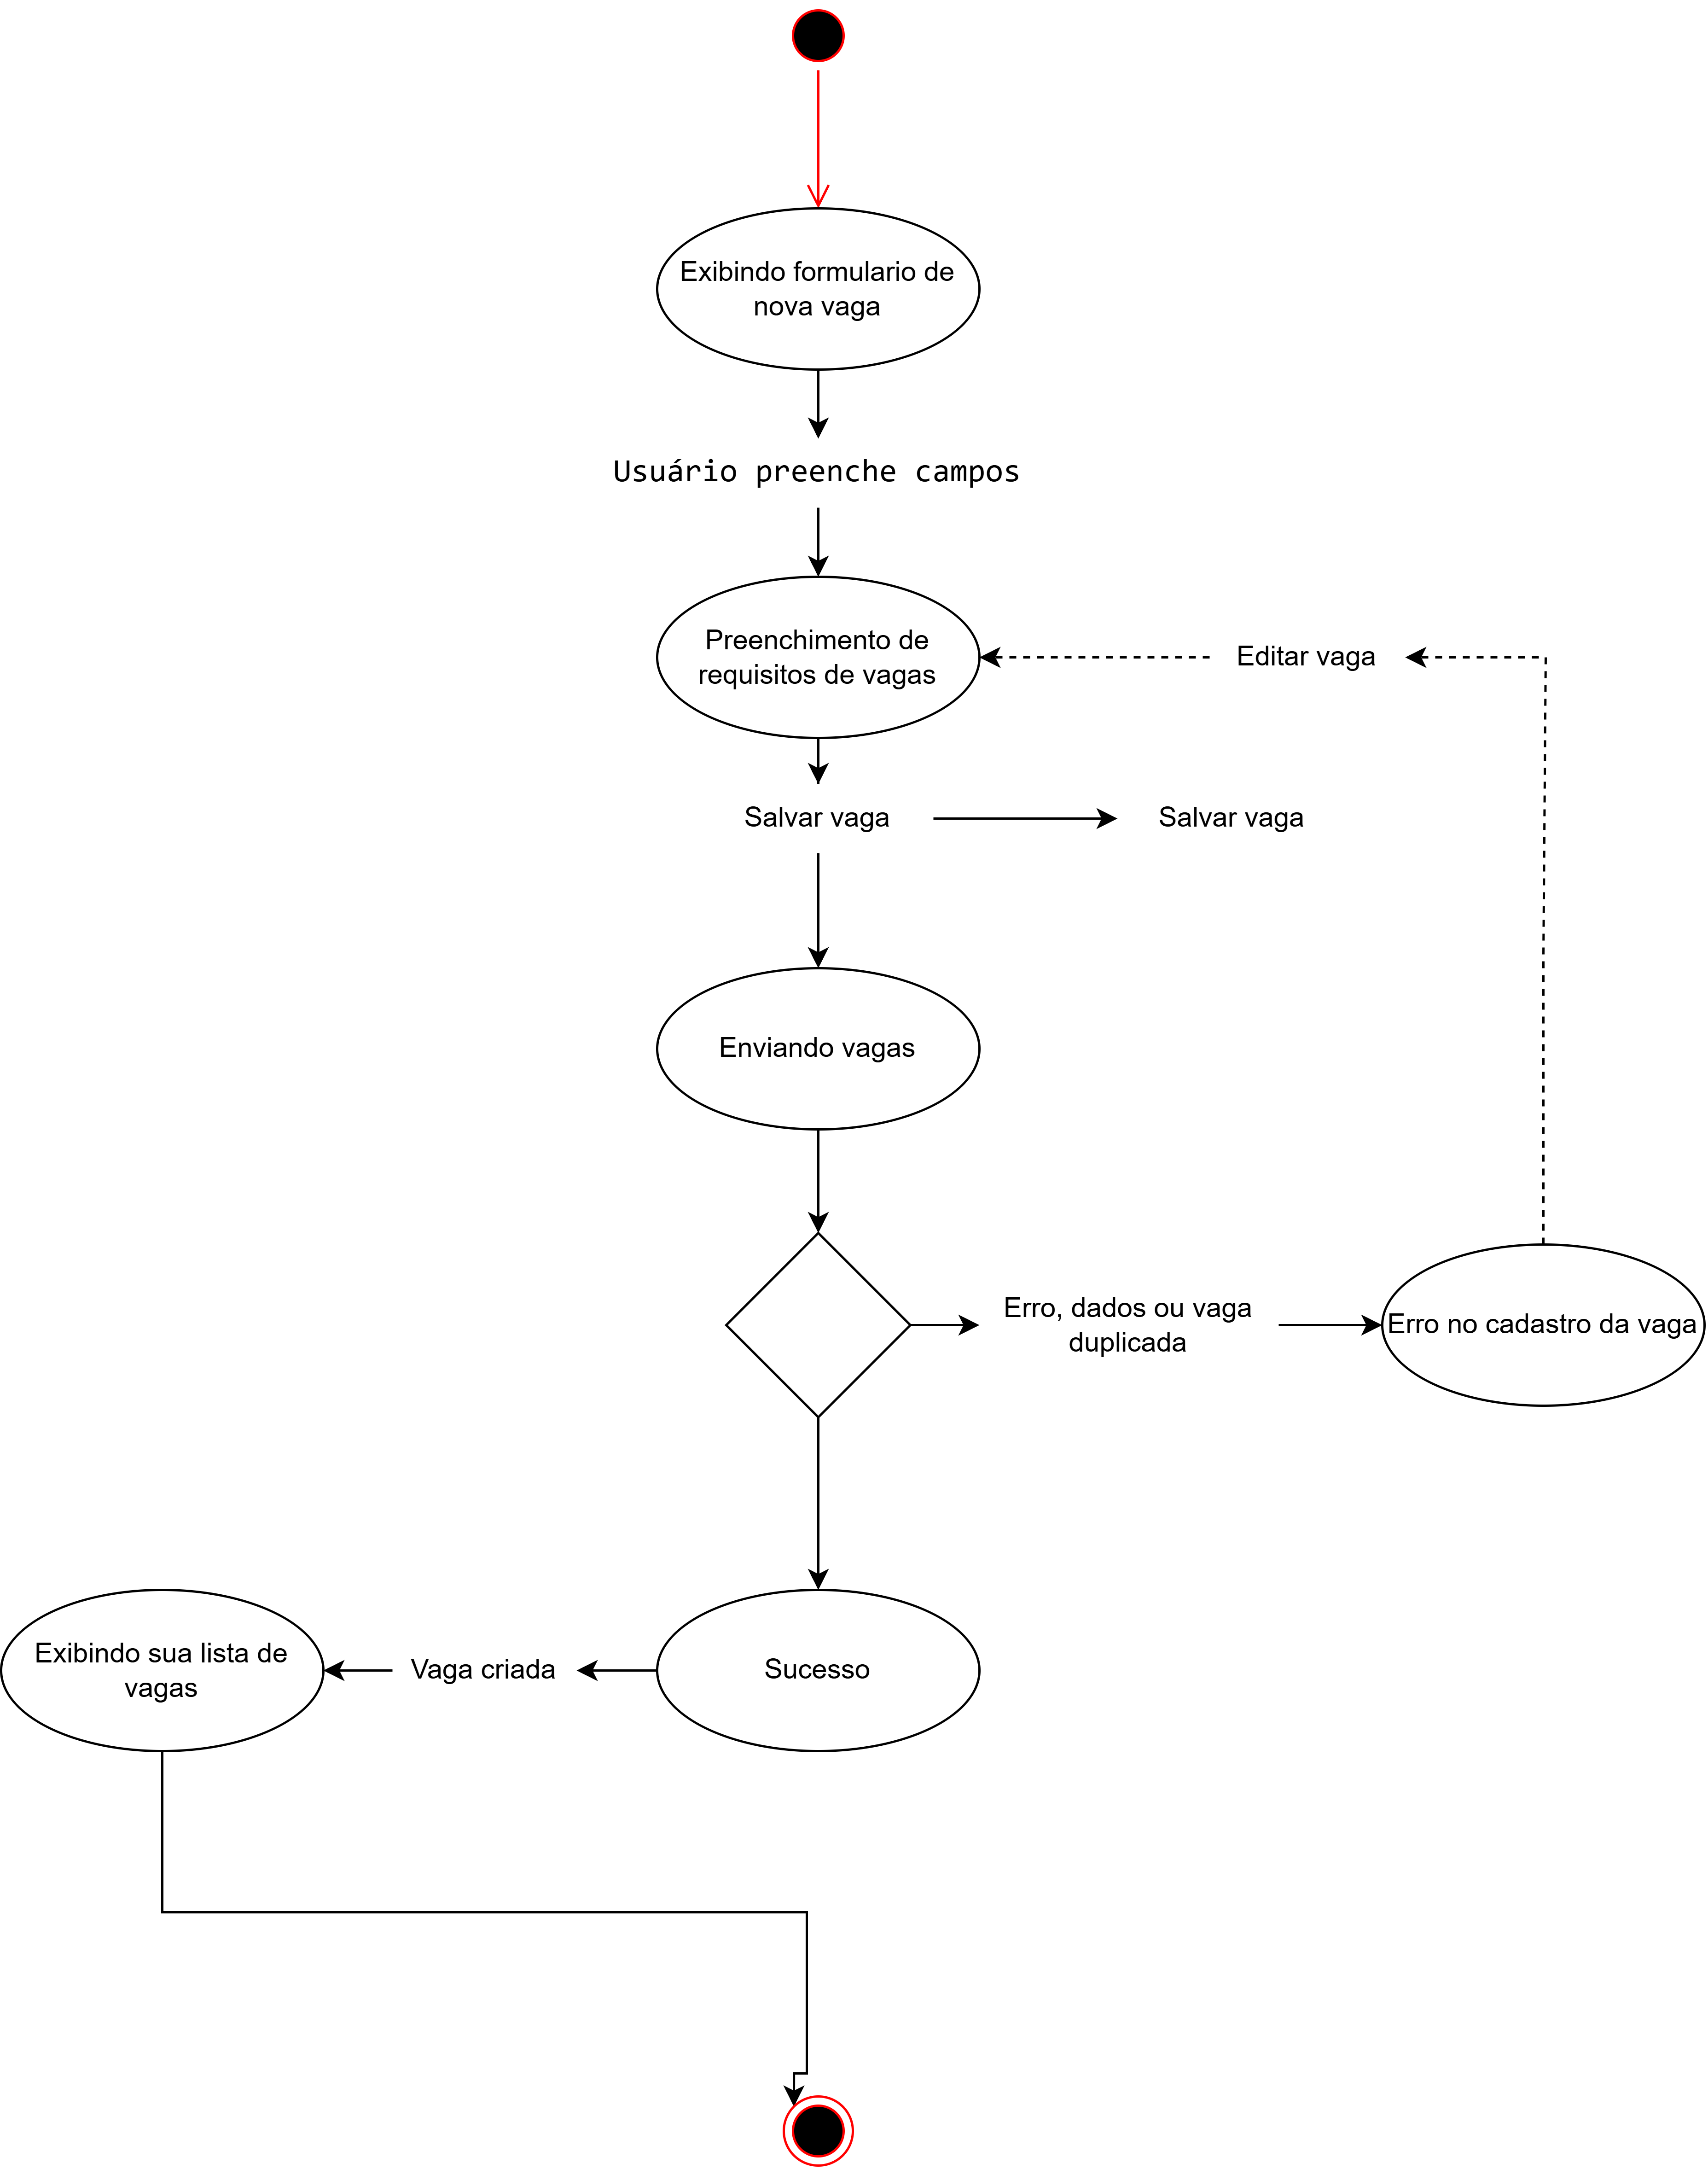 Exibindo formulario de
nova vaga
Usuário preenche campos
Preenchimento de
requisitos de vagas
Editar vaga
Salvar vaga
Salvar vaga
Enviando vagas
Erro, dados ou vaga
duplicada
Erro no cadastro da vaga
Exibindo sua lista de
vagas
Vaga criada
Sucesso